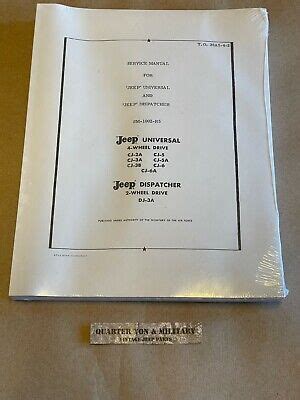 T.O. 36A1-4-2
SERVICE MANUAL
FOR
'JEEP' UNIVERSAL
AND
'JEEP' DISPATCHER
SM-1002-R5
'Jeep' UNIVERSAL
4-WHEEL DRIVE
CJ-2A CJ-5
CJ-3A CJ-5A
CJ-3B CJ-6
CJ-6A
'Jeep' DISPATCHER
2-WHEEL DRIVE
DJ-3A
PUBLISHED UNDER AUTHORITY OF THE SECRETARY OF THE AIR FORCE
QUARTER TON & MILITARY
VINTAGE JEEP PARTS